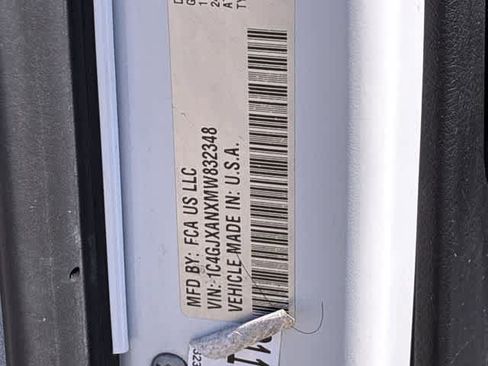 MFD BY: FCA US LLC
VIN: 1C4GJXANXMW832348
VEHICLE MADE IN: U.S.A.